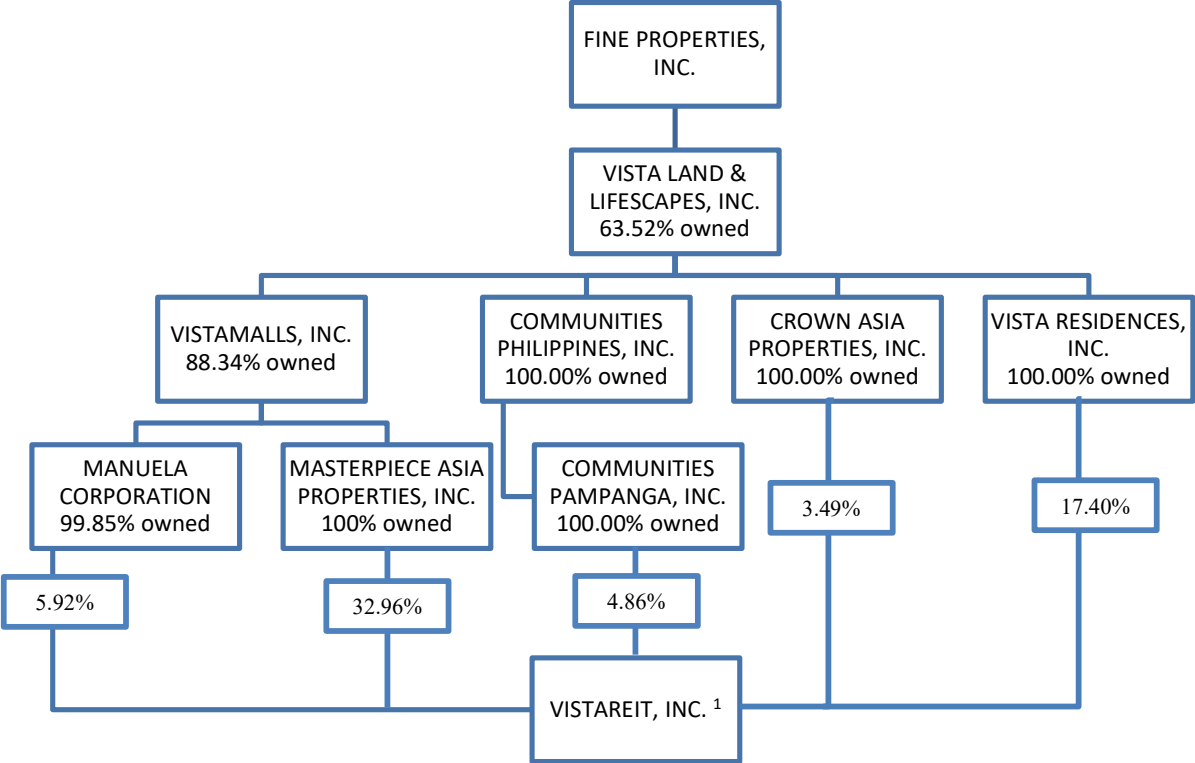 FINE PROPERTIES,
INC.
VISTA LAND &
LIFESCAPES, INC.
63.52% owned
VISTAMALLS, INC.
88.34% owned
COMMUNITIES
PHILIPPINES, INC.
100.00% owned
CROWN ASIA
PROPERTIES, INC.
100.00% owned
VISTA RESIDENCES,
INC.
100.00% owned
MANUELA
CORPORATION
99.85% owned
MASTERPIECE ASIA
PROPERTIES, INC.
100% owned
COMMUNITIES
PAMPANGA, INC.
100.00% owned
3.49%
17.40%
5.92%
32.96%
4.86%
VISTAREIT, INC. 1